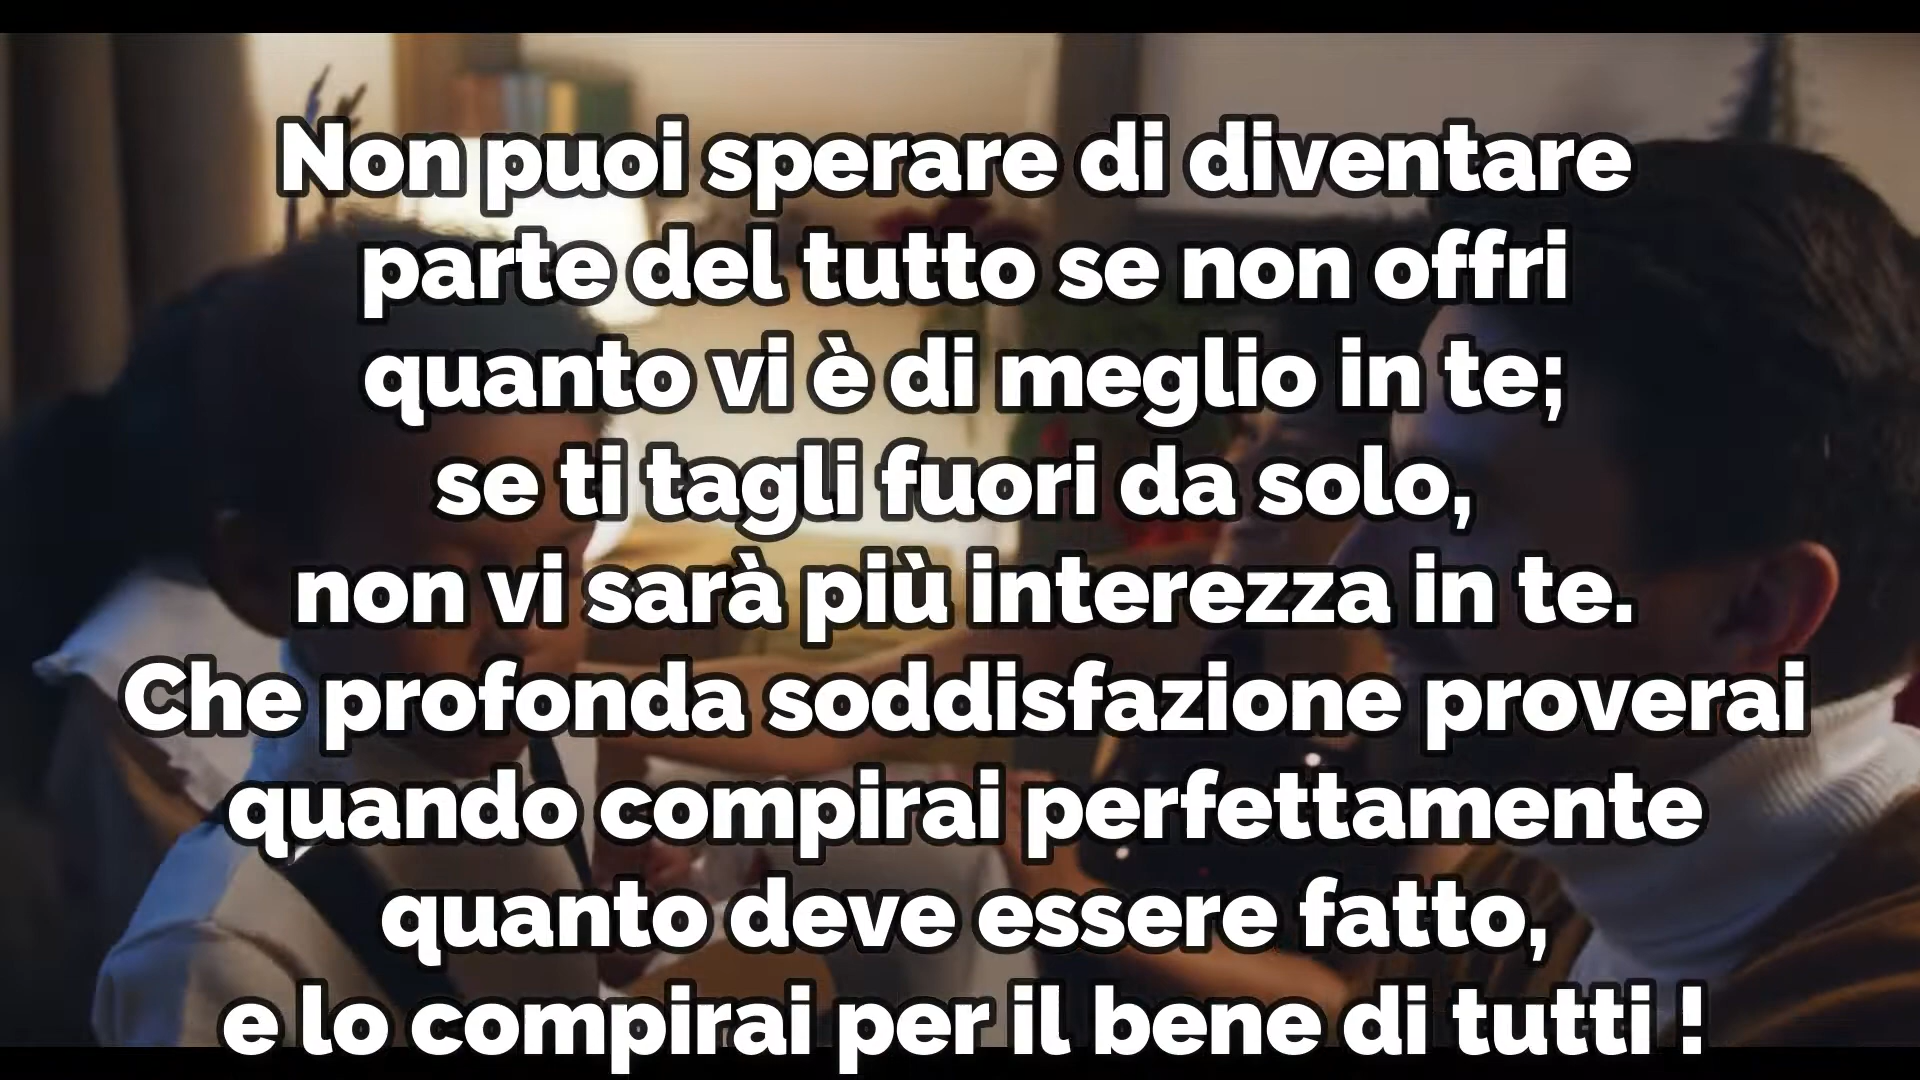 Non puoi sperare di diventare
parte del tutto se non offri
quanto vi è di meglio in te;
se ti tagli fuori da solo,
non vi sarà più interezza in te.
Che profonda soddisfazione proverai
quando compirai perfettamente
quanto deve essere fatto,
e lo compirai per il bene di tutti !